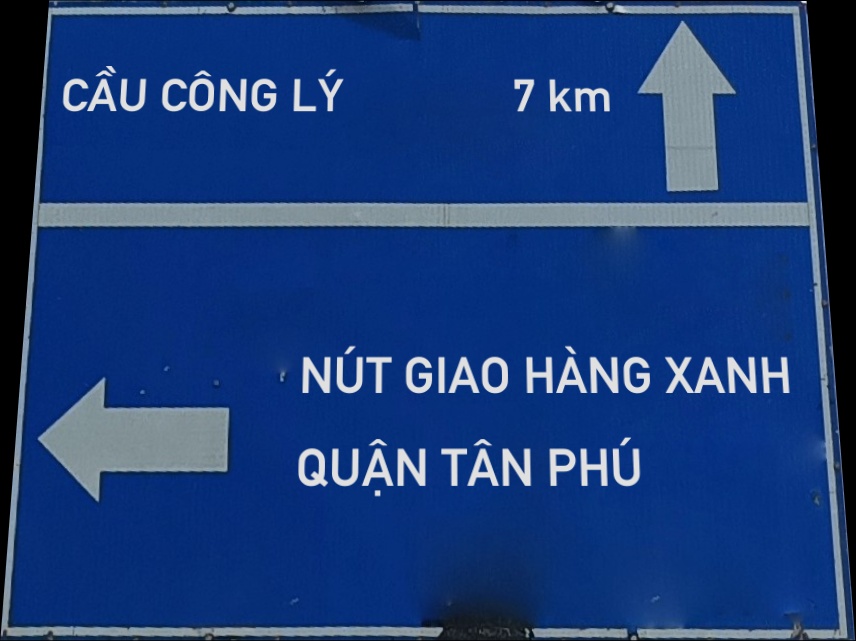 CẦU CÔNG LÝ 7 km
NÚT GIAO HÀNG XANH
QUẬN TÂN PHÚ